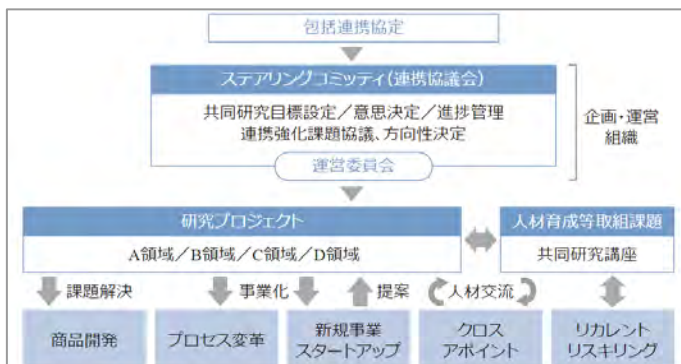 包括連携協定
ステアリングコミッティ(連携協議会)
共同研究目標設定／意思決定／進捗管理
連携強化課題協議、方向性決定
運営委員会
企画・運営
組織
研究プロジェクト
A領域／B領域／C領域／D領域
人材育成等取組課題
共同研究講座
課題解決
事業化
提案
人材交流
商品開発
プロセス変革
新規事業
スタートアップ
クロス
アポイント
リカレント
リスキリング